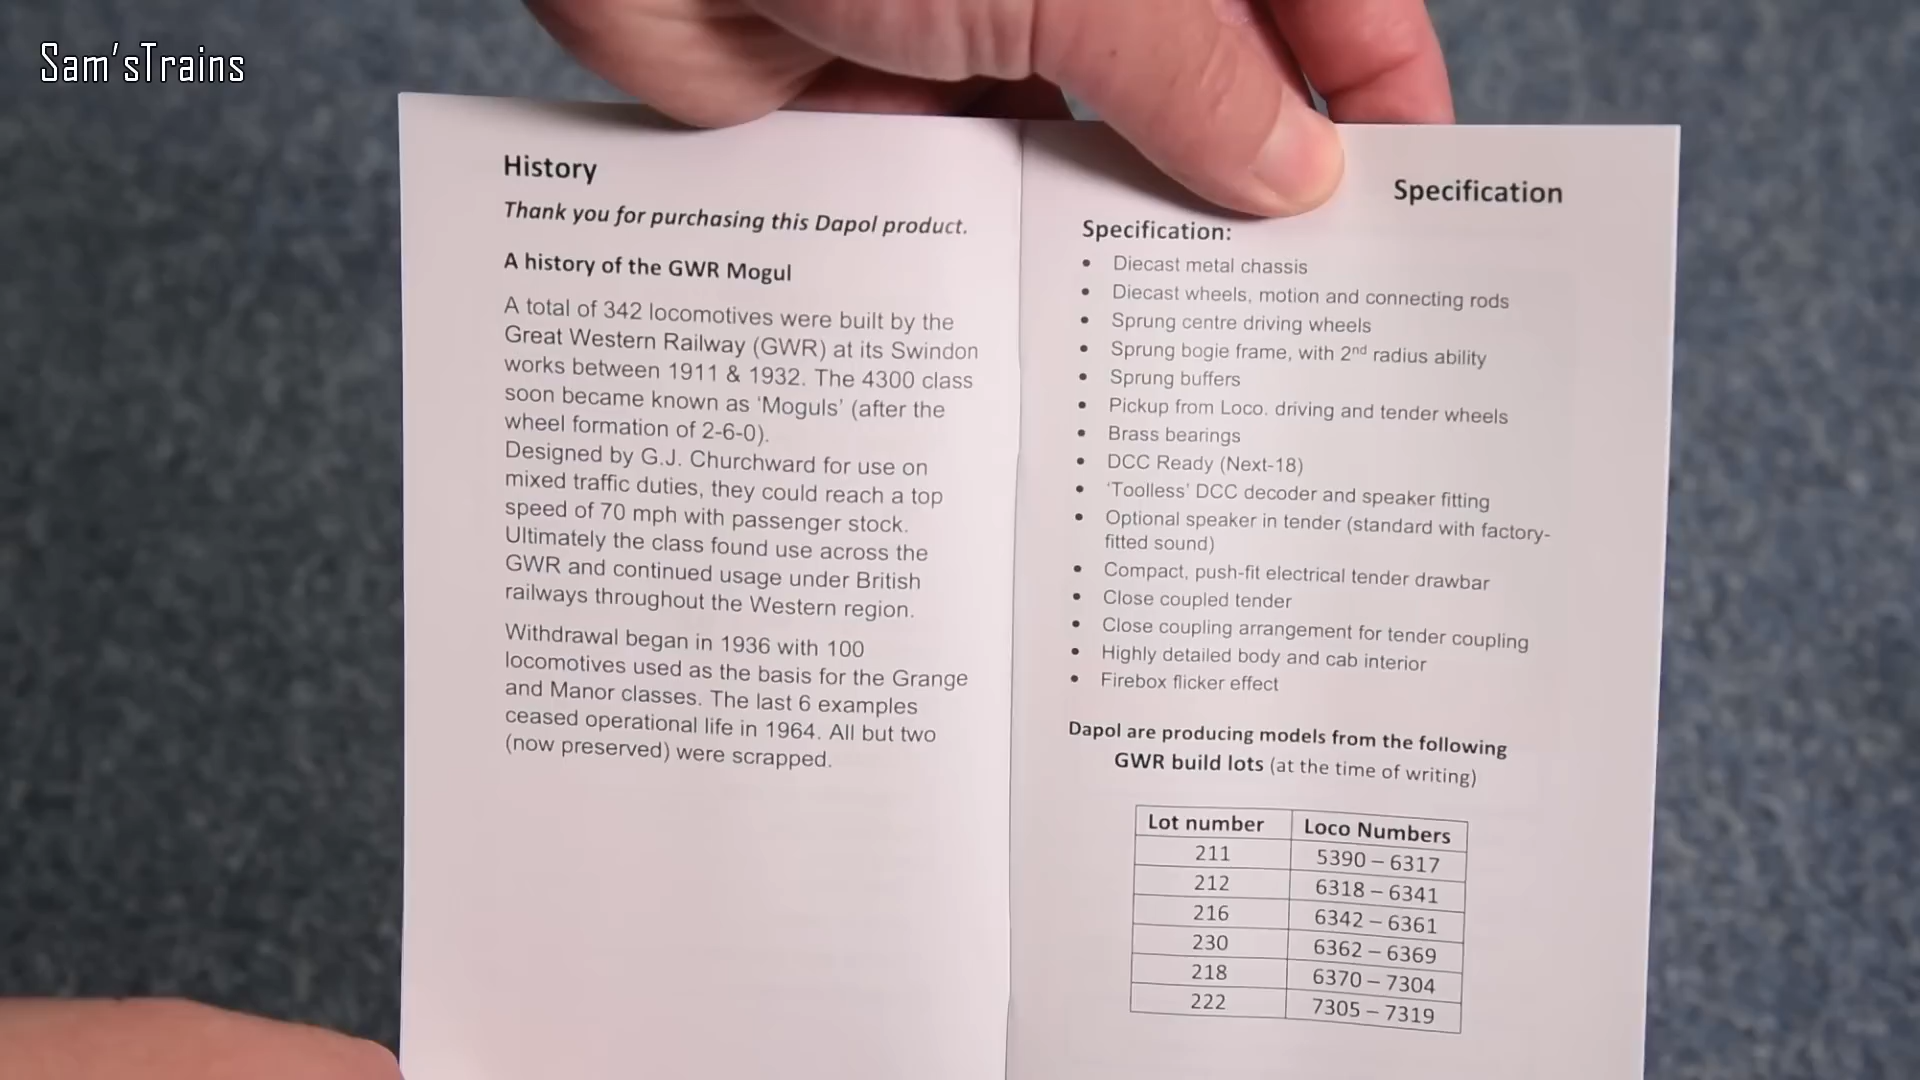 Sam'sTrains
History
Thank you for purchasing this Dapol product.
A history of the GWR Mogul
A total of 342 locomotives were built by the
Great Western Railway (GWR) at its Swindon
works between 1911 & 1932. The 4300 class
soon became known as 'Moguls' (after the
wheel formation of 2-6-0).
Designed by G.J. Churchward for use on
mixed traffic duties, they could reach a top
speed of 70 mph with passenger stock.
Ultimately the class found use across the
GWR and continued usage under British
railways throughout the Western region.
Withdrawal began in 1936 with 100
locomotives used as the basis for the Grange
and Manor classes. The last 6 examples
ceased operational life in 1964. All but two
(now preserved) were scrapped.
Specification
Specification:
• Diecast metal chassis
• Diecast wheels, motion and connecting rods
• Sprung centre driving wheels
• Sprung bogie frame, with 2nd radius ability
• Sprung buffers
• Pickup from Loco. driving and tender wheels
• Brass bearings
• DCC Ready (Next-18)
• 'Toolless' DCC decoder and speaker fitting
• Optional speaker in tender (standard with factory-
fitted sound)
• Compact, push-fit electrical tender drawbar
• Close coupled tender
• Close coupling arrangement for tender coupling
• Highly detailed body and cab interior
• Firebox flicker effect
Dapol are producing models from the following
GWR build lots (at the time of writing)
Lot number Loco Numbers
211 5390 – 6317
212 6318 – 6341
216 6342 – 6361
230 6362 – 6369
218 6370 – 7304
222 7305 – 7319